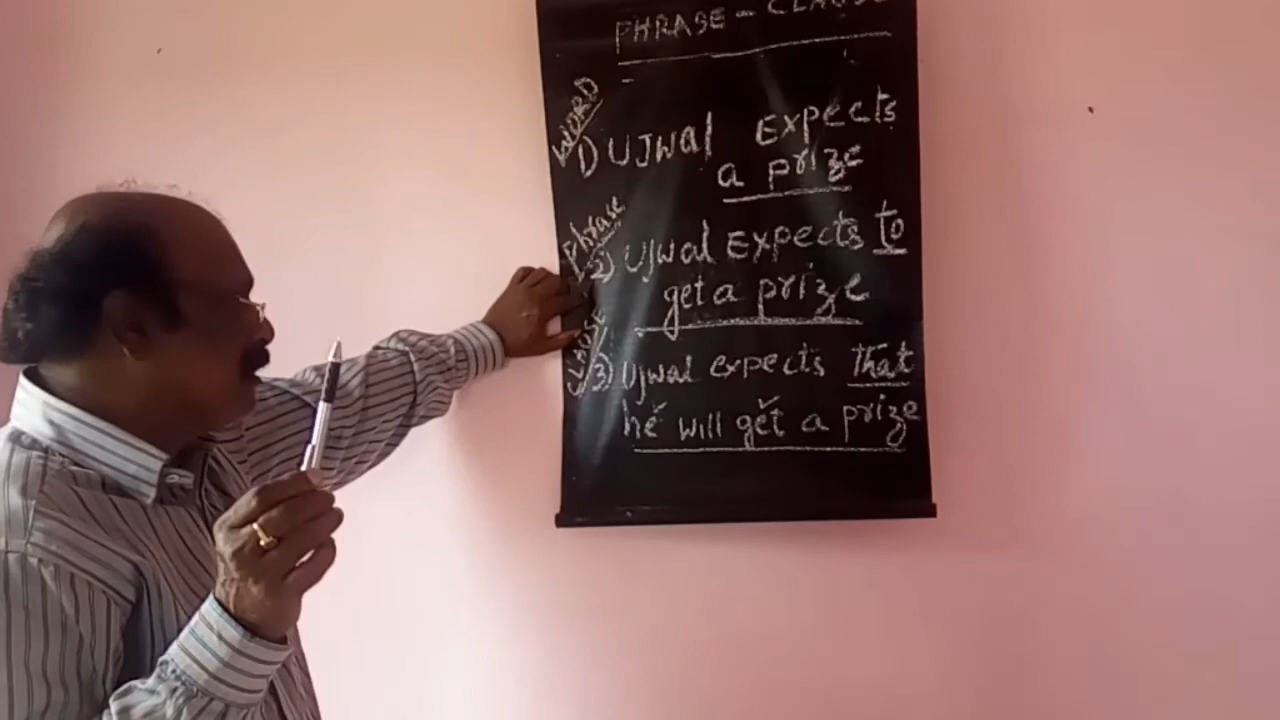 PHRASE - CLAUSE
WORD
1) UJWal Expects
a prize
Phrase
2) UJwal Expects to
get a prize
CLAUSE
3) Ujwal expects that
he will get a prize